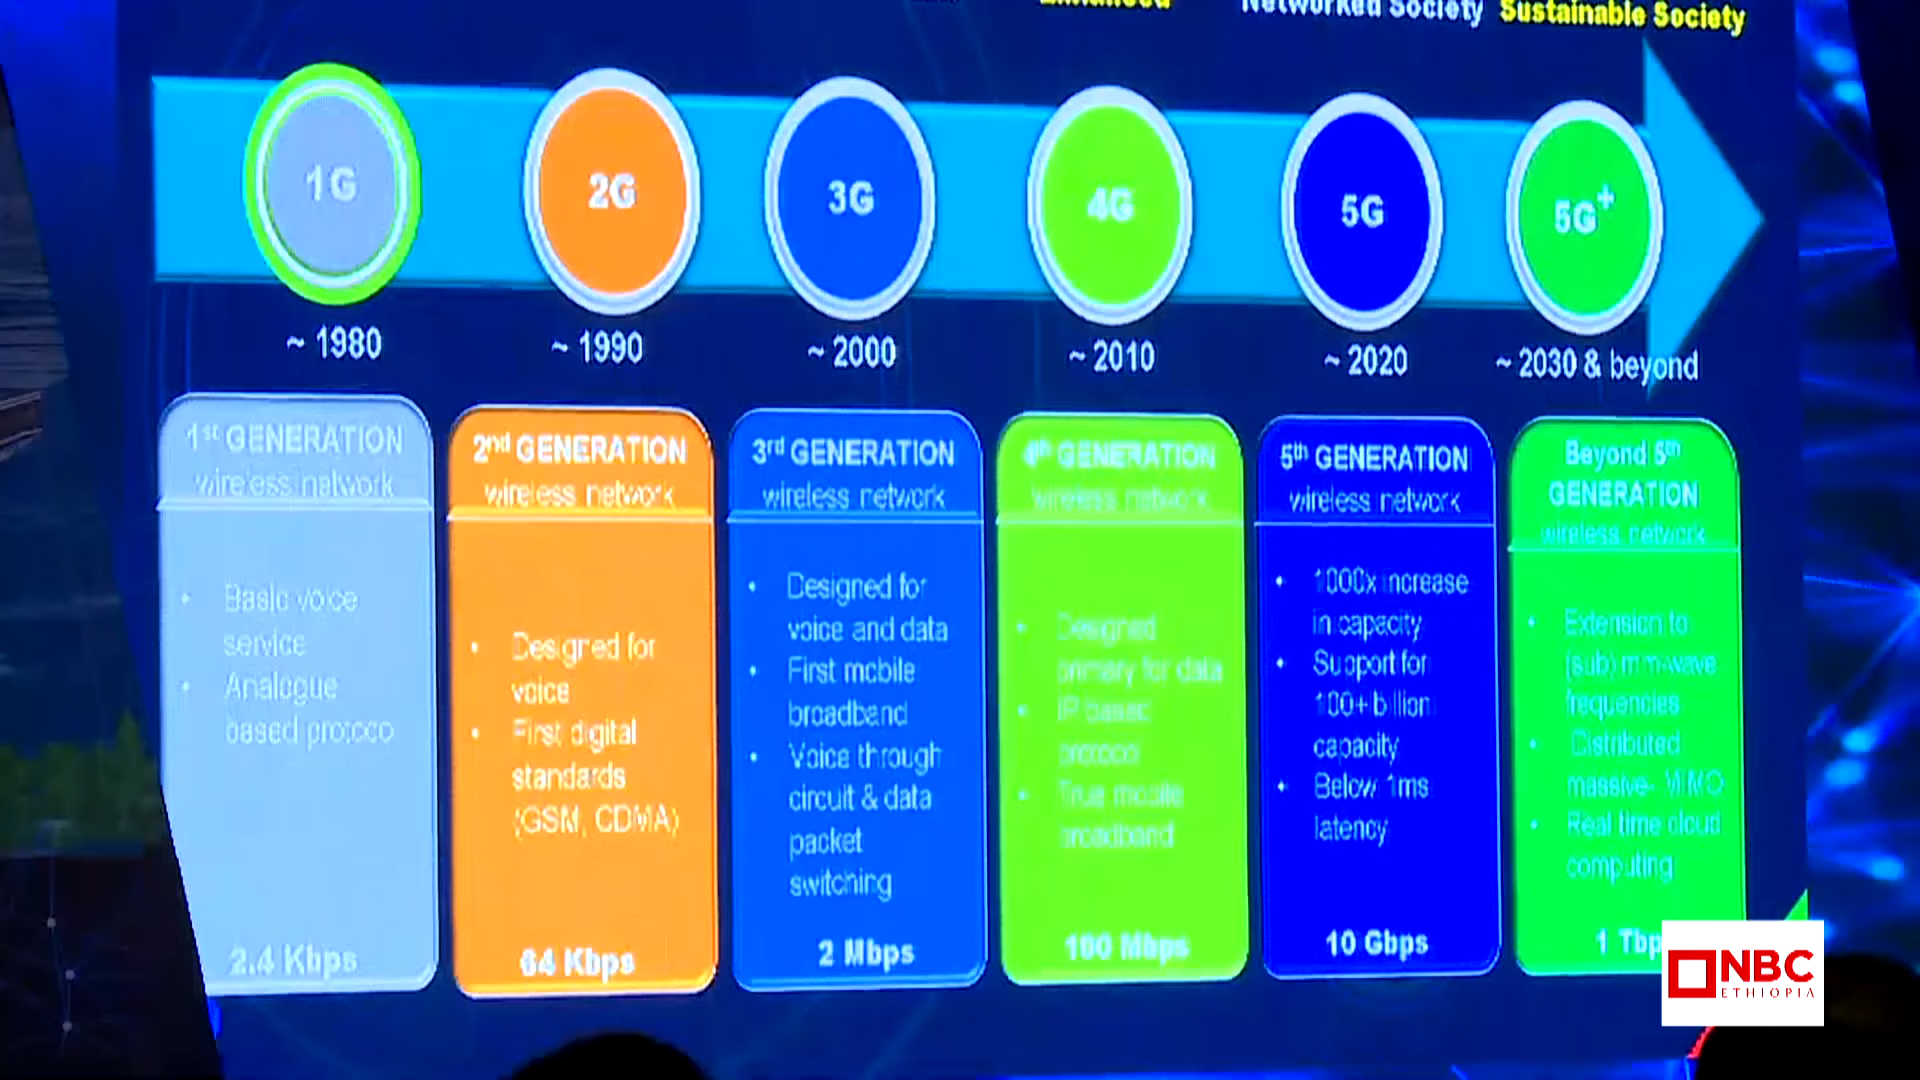 Enhanced
Networked Society
Sustainable Society
1G
2G
3G
4G
5G
5G+
~ 1980
~ 1990
~ 2000
~ 2010
~ 2020
~ 2030 & beyond
1st GENERATION
wireless network
• Basic voice
service
• Analogue
based protoco
2.4 Kbps
2nd GENERATION
wireless network
• Designed for
voice
• First digital
standards
(GSM, CDMA)
64 Kbps
3rd GENERATION
wireless network
• Designed for
voice and data
• First mobile
broadband
• Voice through
circuit & data
packet
switching
2 Mbps
4th GENERATION
wireless network
• Designed
primary for data
• IP based
protocol
• True mobile
broadband
100 Mbps
5th GENERATION
wireless network
• 1000x increase
in capacity
• Support for
100+ billion
capacity
• Below 1ms
latency
10 Gbps
Beyond 5th
GENERATION
wireless network
• Extension to
(sub) mm-wave
frequencies
• Distributed
massive- MIMO
• Real time cloud
computing
1 Tbp
NBC
ETHIOPIA